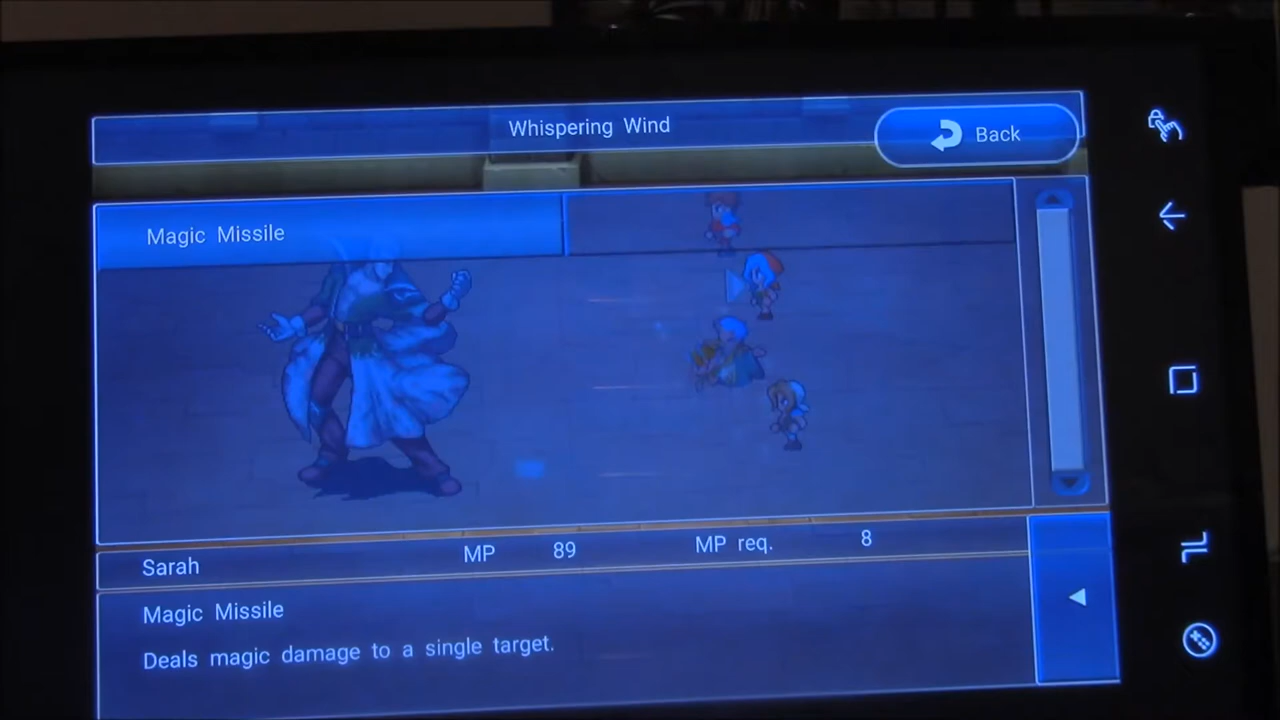 Whispering Wind
Back
Magic Missile
Sarah MP 89 MP req. 8
Magic Missile
Deals magic damage to a single target.